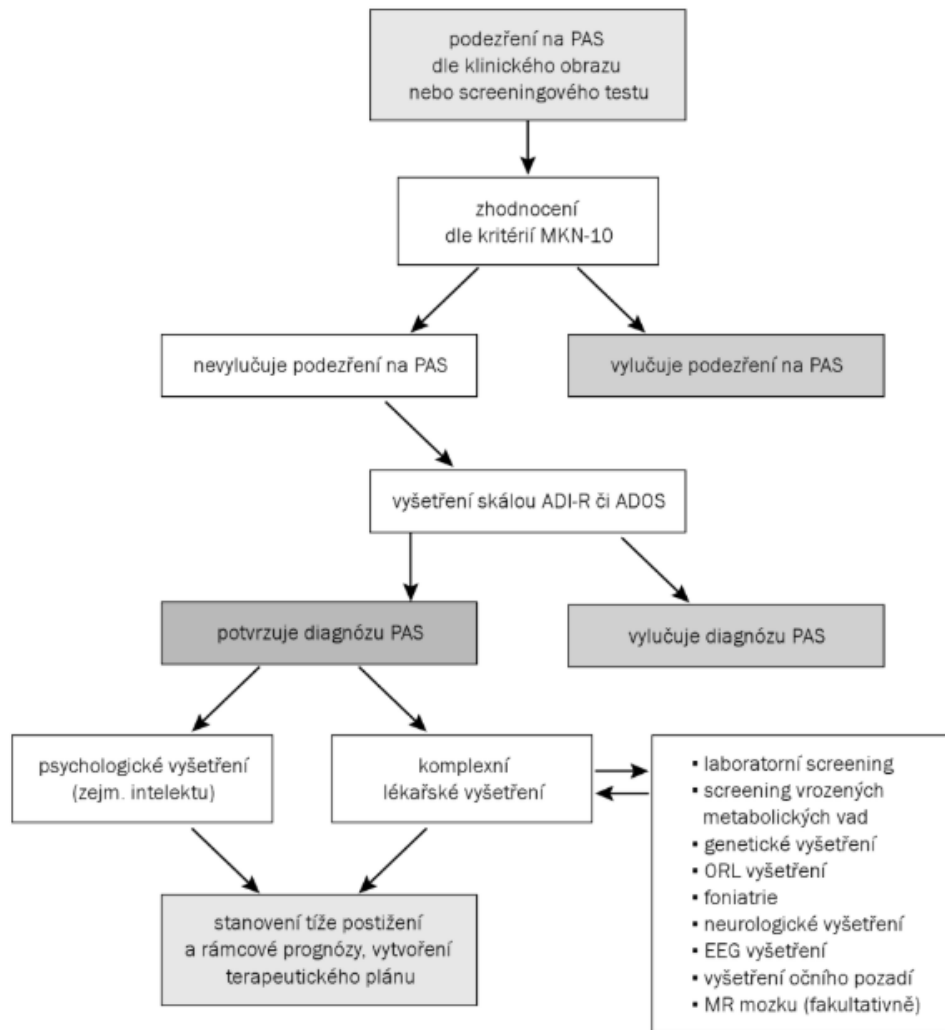 podezření na PAS
dle klinického obrazu
nebo screeningového testu
zhodnocení
dle kritérií MKN-10
nevylučuje podezření na PAS
vylučuje podezření na PAS
vyšetření skálou ADI-R či ADOS
potvrzuje diagnózu PAS
vylučuje diagnózu PAS
psychologické vyšetření
(zejm. intelektu)
komplexní
lékařské vyšetření
▪ laboratorní screening
▪ screening vrozených
metabolických vad
▪ genetické vyšetření
▪ ORL vyšetření
▪ foniatrie
▪ neurologické vyšetření
▪ EEG vyšetření
▪ vyšetření očního pozadí
▪ MR mozku (fakultativně)
stanovení tíže postižení
a rámcové prognózy, vytvoření
terapeutického plánu